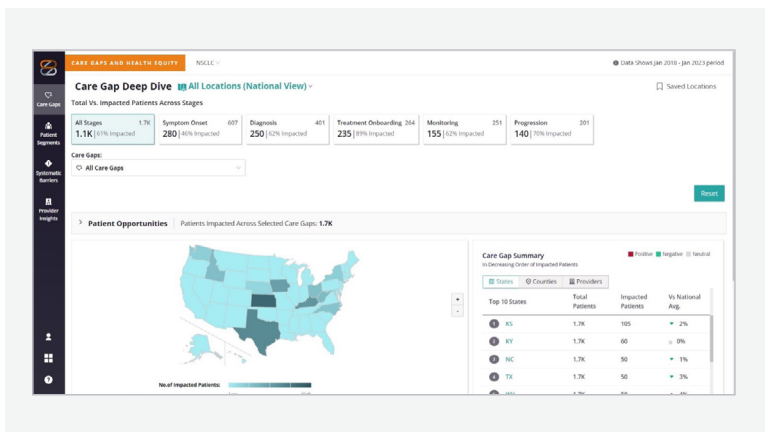 CARE GAPS AND HEALTH EQUITY NSCLC Data Shows Jan 2018 - Jan 2023 period
Care Gap Deep Dive All Locations (National View) Saved Locations
Total Vs. Impacted Patients Across Stages
All Stages 1.7K Symptom Onset 607 Diagnosis 401 Treatment Onboarding 264 Monitoring 251 Progression 201
1.1K | 61% Impacted 280 | 46% Impacted 250 | 62% Impacted 235 | 89% Impacted 155 | 62% Impacted 140 | 70% Impacted
Care Gaps:
All Care Gaps
Reset
Care Gaps
Patient Segments
Systematic Barriers
Provider Insights
Patient Opportunities Patients Impacted Across Selected Care Gaps: 1.7K
No.of Impacted Patients:
Care Gap Summary Positive Negative Neutral
In Decreasing Order of Impacted Patients
States Counties Providers
Top 10 States Total Patients Impacted Patients Vs National Avg.
1 KS 1.7K 105 2%
2 KY 1.7K 60 0%
3 NC 1.7K 50 1%
4 TX 1.7K 50 3%